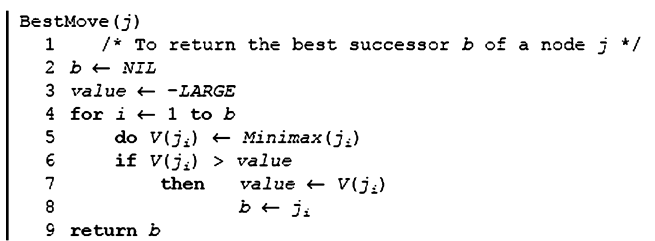 BestMove(j)
1 /* To return the best successor b of a node j */
2 b ← NIL
3 value ← -LARGE
4 for i ← 1 to b
5 do V(jᵢ) ← Minimax(jᵢ)
6 if V(jᵢ) > value
7 then value ← V(jᵢ)
8 b ← jᵢ
9 return b